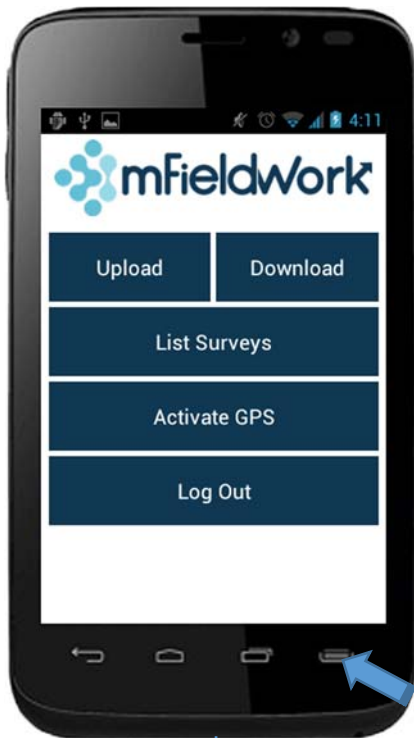 4:11
mFieldWork
Upload Download
List Surveys
Activate GPS
Log Out